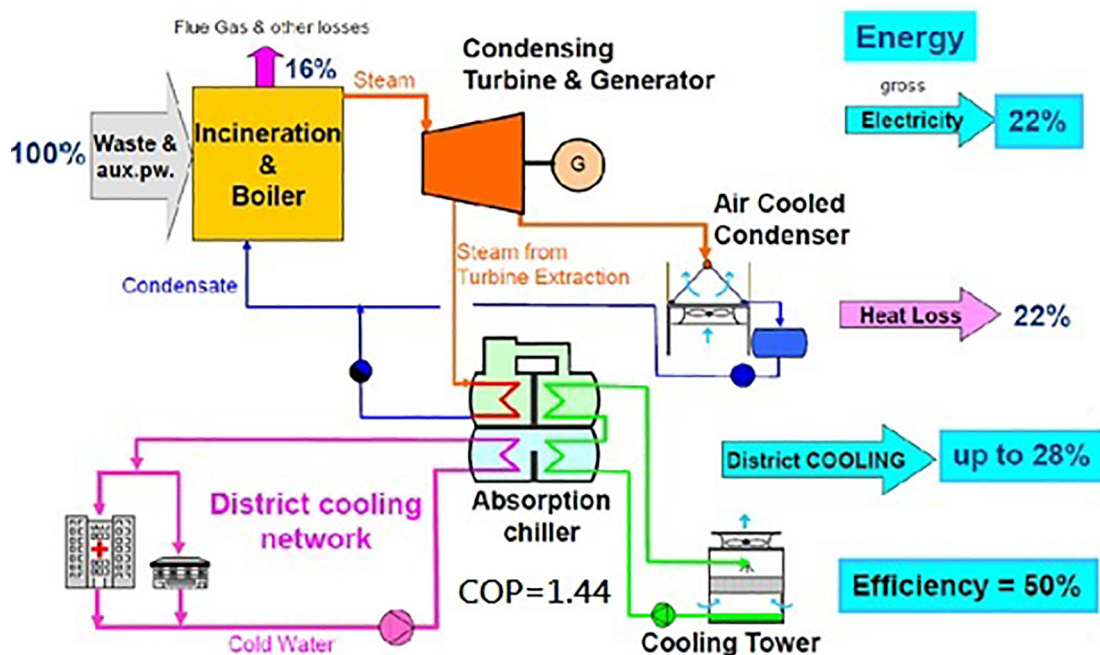 Flue Gas & other losses
16%
Steam
Condensing
Turbine & Generator
Energy
gross
Electricity
22%
100%
Waste &
aux.pw.
Incineration
&
Boiler
G
Air Cooled
Condenser
Steam from
Turbine Extraction
Condensate
Heat Loss
22%
District COOLING
up to 28%
District cooling
network
Absorption
chiller
COP=1.44
Efficiency = 50%
Cold Water
Cooling Tower